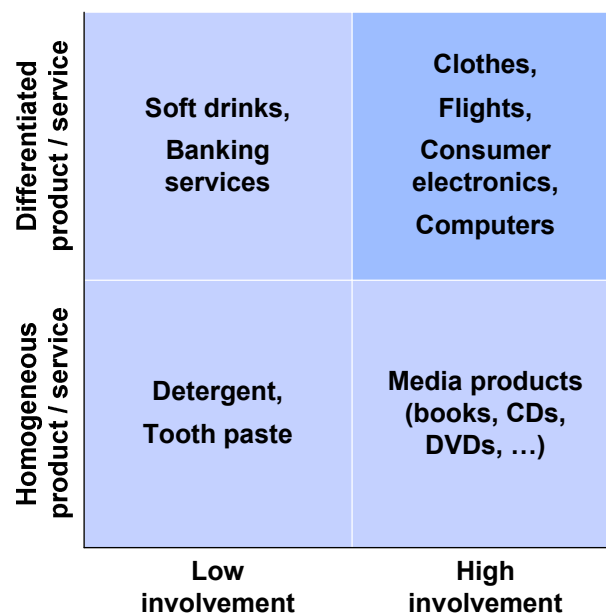 Differentiated
product / service
Soft drinks,
Banking
services
Clothes,
Flights,
Consumer
electronics,
Computers
Homogeneous
product / service
Detergent,
Tooth paste
Media products
(books, CDs,
DVDs, …)
Low
involvement
High
involvement